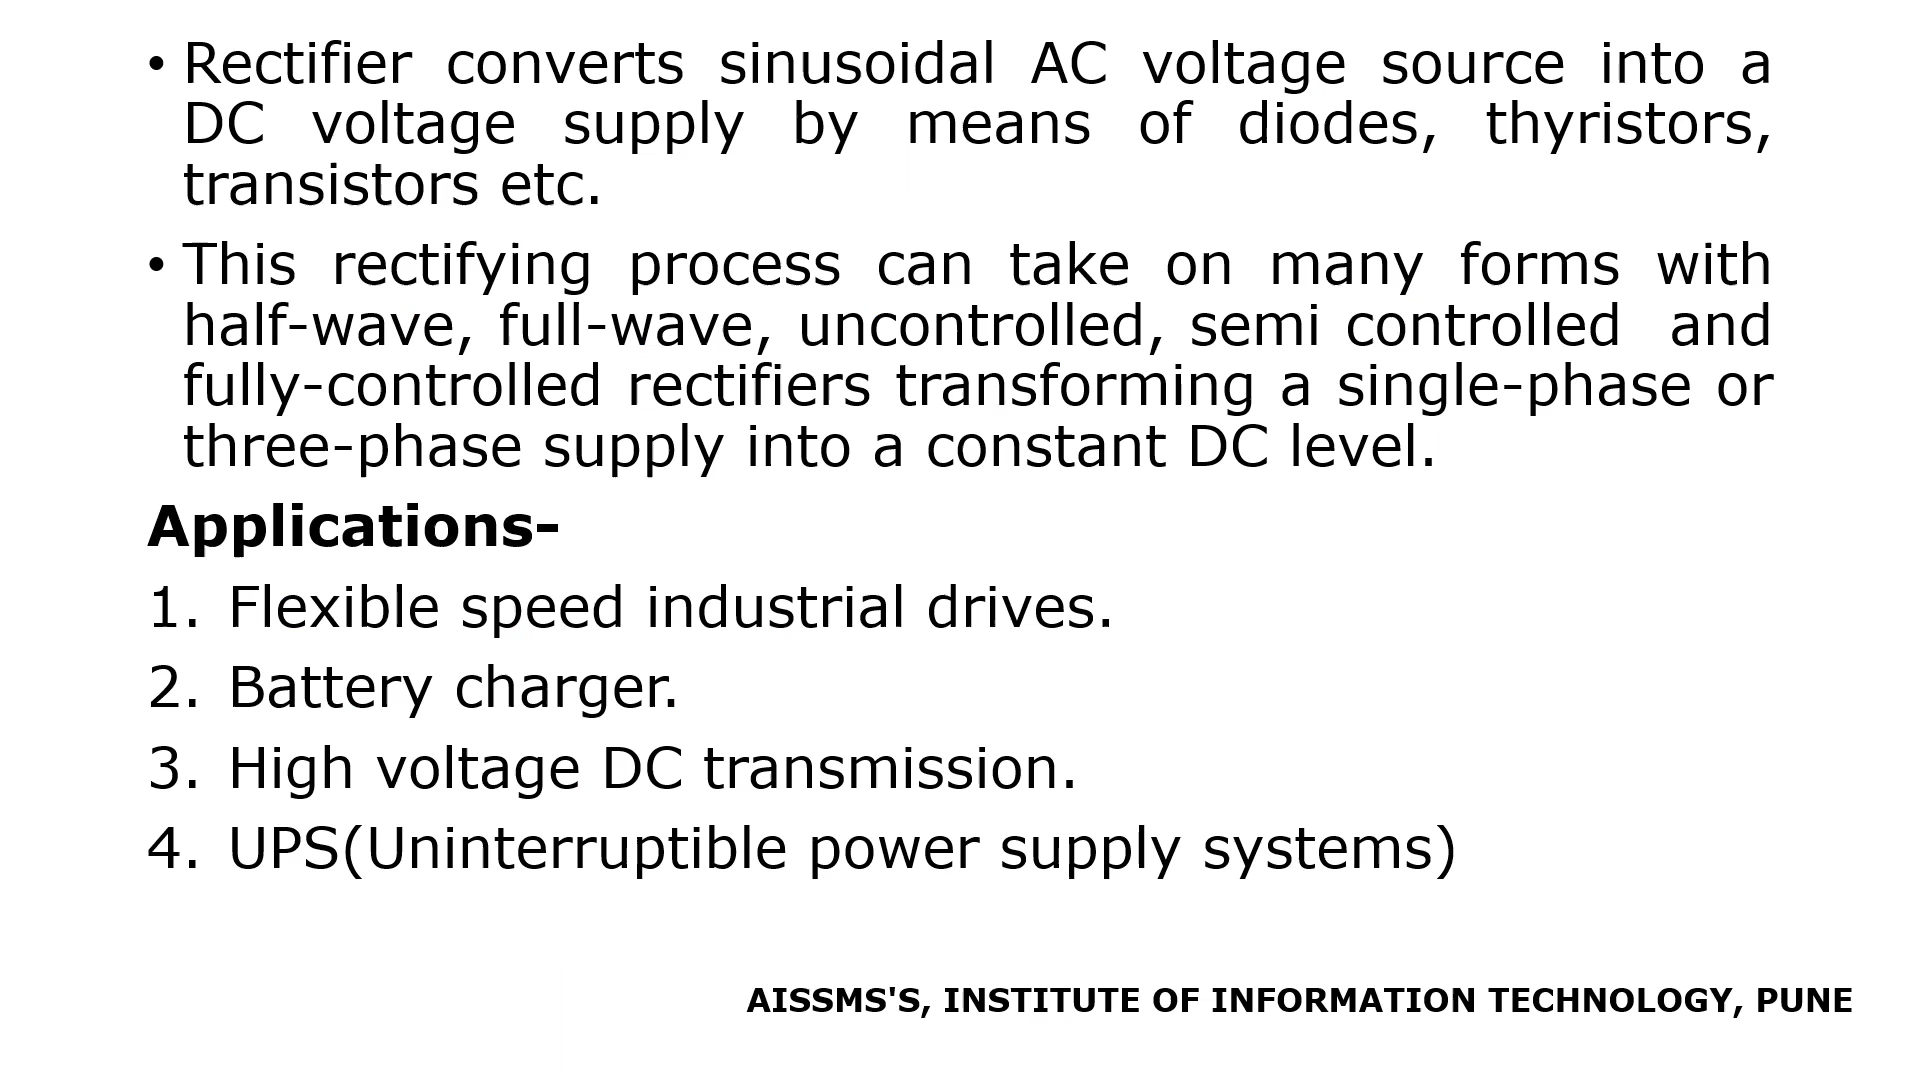 • Rectifier converts sinusoidal AC voltage source into a
DC voltage supply by means of diodes, thyristors,
transistors etc.
• This rectifying process can take on many forms with
half-wave, full-wave, uncontrolled, semi controlled  and
fully-controlled rectifiers transforming a single-phase or
three-phase supply into a constant DC level.
Applications-
1. Flexible speed industrial drives.
2. Battery charger.
3. High voltage DC transmission.
4. UPS(Uninterruptible power supply systems)
AISSMS'S, INSTITUTE OF INFORMATION TECHNOLOGY, PUNE